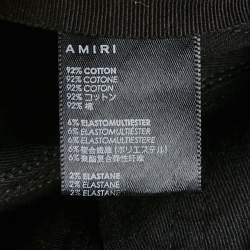 AMIRI
92% COTTON
92% COTONE
92% COTON
92% コットン
92% 棉
6% ELASTOMULTIESTER
6% ELASTOMULTIESTER
6% ELASTOMULTIESTERE
6% 複合繊維 (ポリエステル)
6% 聚酯复合弹性纤维
2% ELASTANE
2% ELASTANE
2% ELASTANE